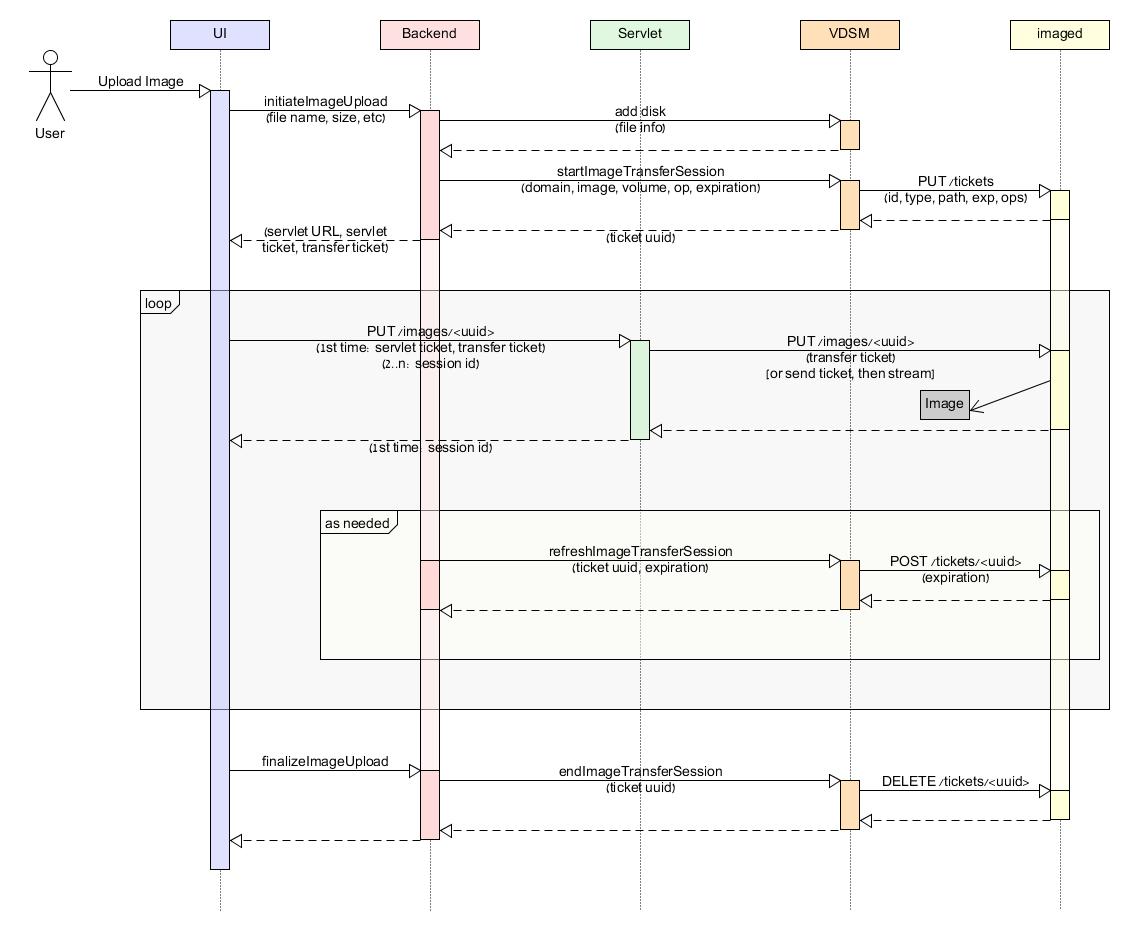 UI
Backend
Servlet
VDSM
imaged
User
Upload Image
initiateImageUpload
(file name, size, etc)
add disk
(file info)
startImageTransferSession
(domain, image, volume, op, expiration)
PUT /tickets
(id, type, path, exp, ops)
(ticket uuid)
(servlet URL, servlet
ticket, transfer ticket)
loop
PUT /images/<uuid>
(1st time: servlet ticket, transfer ticket)
(2..n: session id)
PUT /images/<uuid>
(transfer ticket)
[or send ticket, then stream]
Image
(1st time: session id)
as needed
refreshImageTransferSession
(ticket uuid, expiration)
POST /tickets/<uuid>
(expiration)
finalizeImageUpload
endImageTransferSession
(ticket uuid)
DELETE /tickets/<uuid>